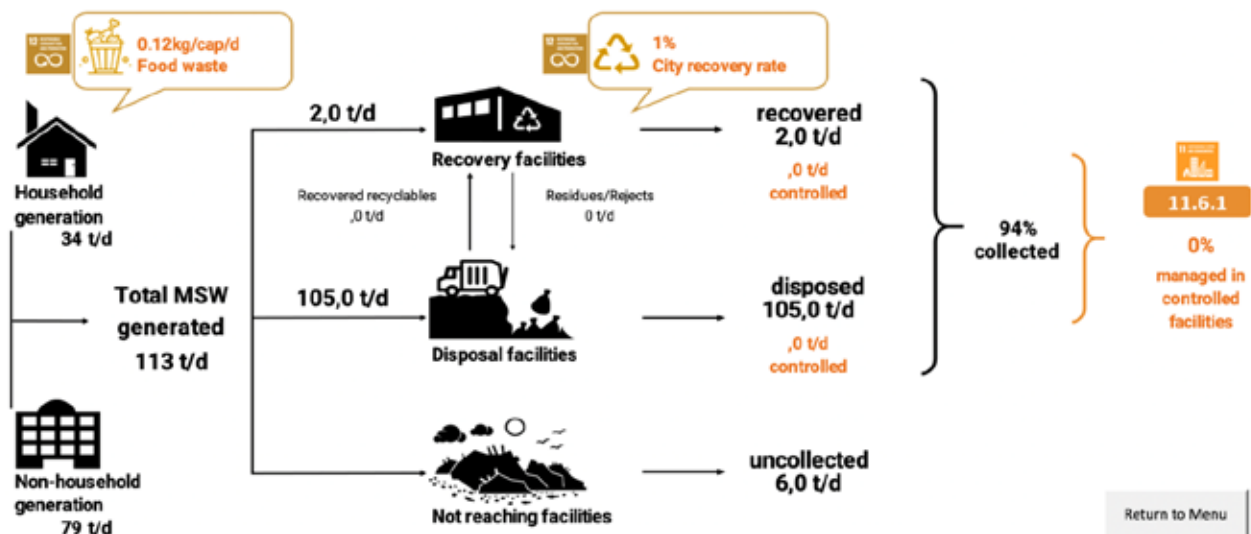 0.12kg/cap/d
Food waste
1%
City recovery rate
Household
generation
34 t/d
Non-household
generation
79 t/d
Total MSW
generated
113 t/d
2,0 t/d
Recovery facilities
Recovered recyclables
,0 t/d
Residues/Rejects
0 t/d
105,0 t/d
Disposal facilities
Not reaching facilities
recovered
2,0 t/d
,0 t/d
controlled
disposed
105,0 t/d
,0 t/d
controlled
uncollected
6,0 t/d
94%
collected
11.6.1
0%
managed in
controlled
facilities
Return to Menu